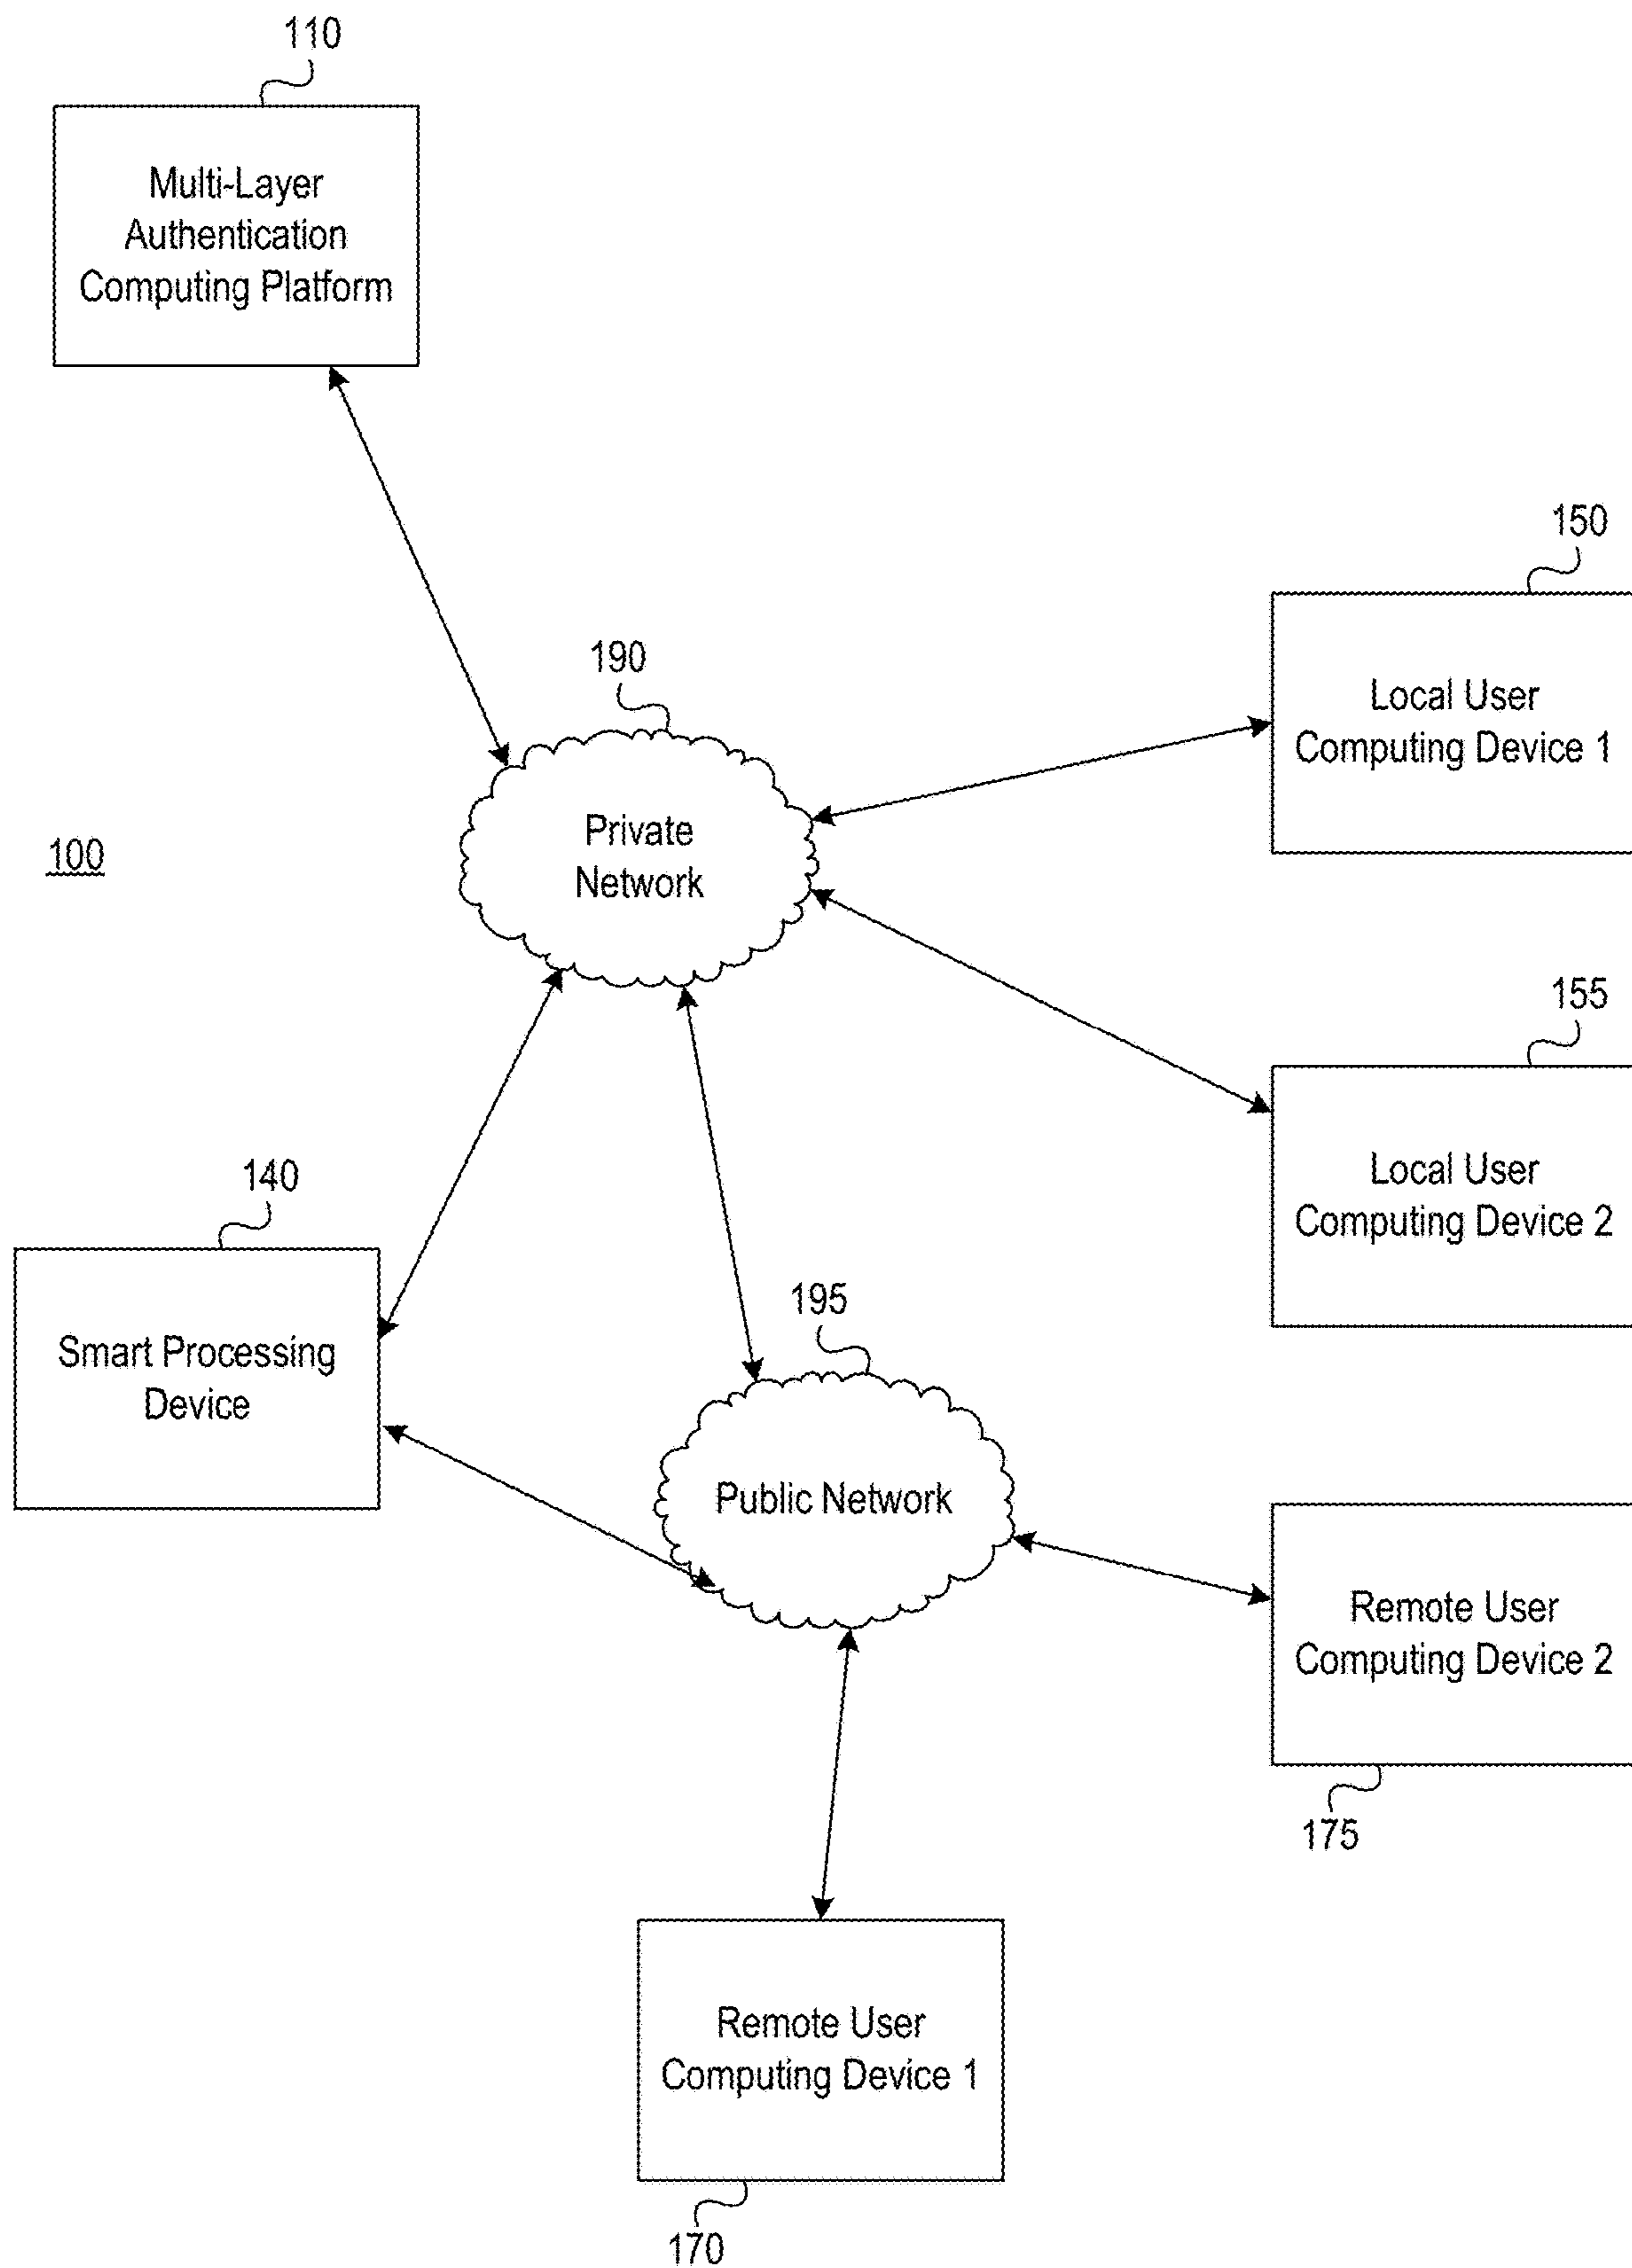 110
Multi-Layer
Authentication
Computing Platform
150
Local User
Computing Device 1
190
Private
Network
100
155
Local User
Computing Device 2
140
Smart Processing
Device
195
Public Network
Remote User
Computing Device 2
175
Remote User
Computing Device 1
170